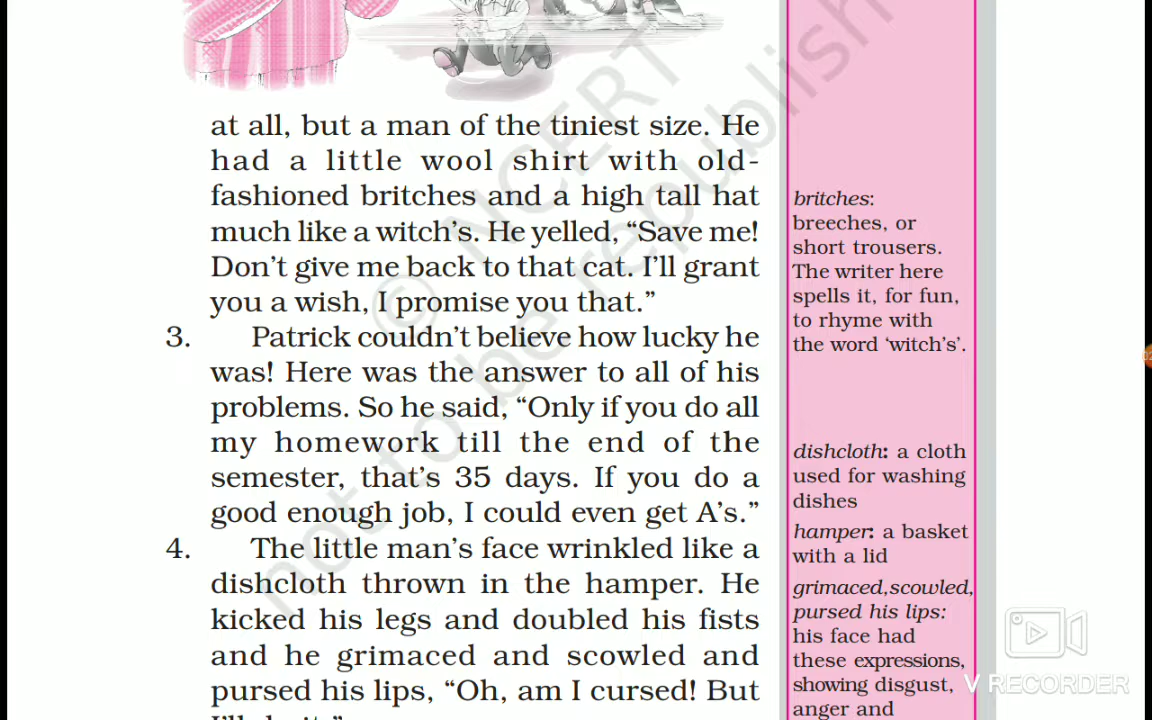 at all, but a man of the tiniest size. He
had a little wool shirt with old-
fashioned britches and a high tall hat
much like a witch's. He yelled, “Save me!
Don't give me back to that cat. I'll grant
you a wish, I promise you that.”
3. Patrick couldn't believe how lucky he
was! Here was the answer to all of his
problems. So he said, “Only if you do all
my homework till the end of the
semester, that's 35 days. If you do a
good enough job, I could even get A's.”
4. The little man's face wrinkled like a
dishcloth thrown in the hamper. He
kicked his legs and doubled his fists
and he grimaced and scowled and
pursed his lips, “Oh, am I cursed! But
britches:
breeches, or
short trousers.
The writer here
spells it, for fun,
to rhyme with
the word ‘witch's’.
dishcloth: a cloth
used for washing
dishes
hamper: a basket
with a lid
grimaced,scowled,
pursed his lips:
his face had
these expressions,
showing disgust,
anger and
© NCERT
not to be republish
V RECORDER